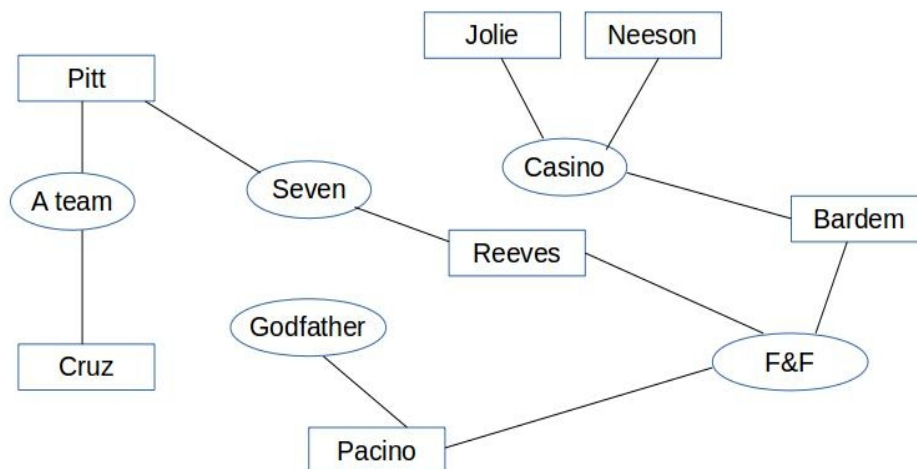 Jolie
Neeson
Pitt
Casino
Seven
A team
Bardem
Reeves
Godfather
Cruz
F&F
Pacino